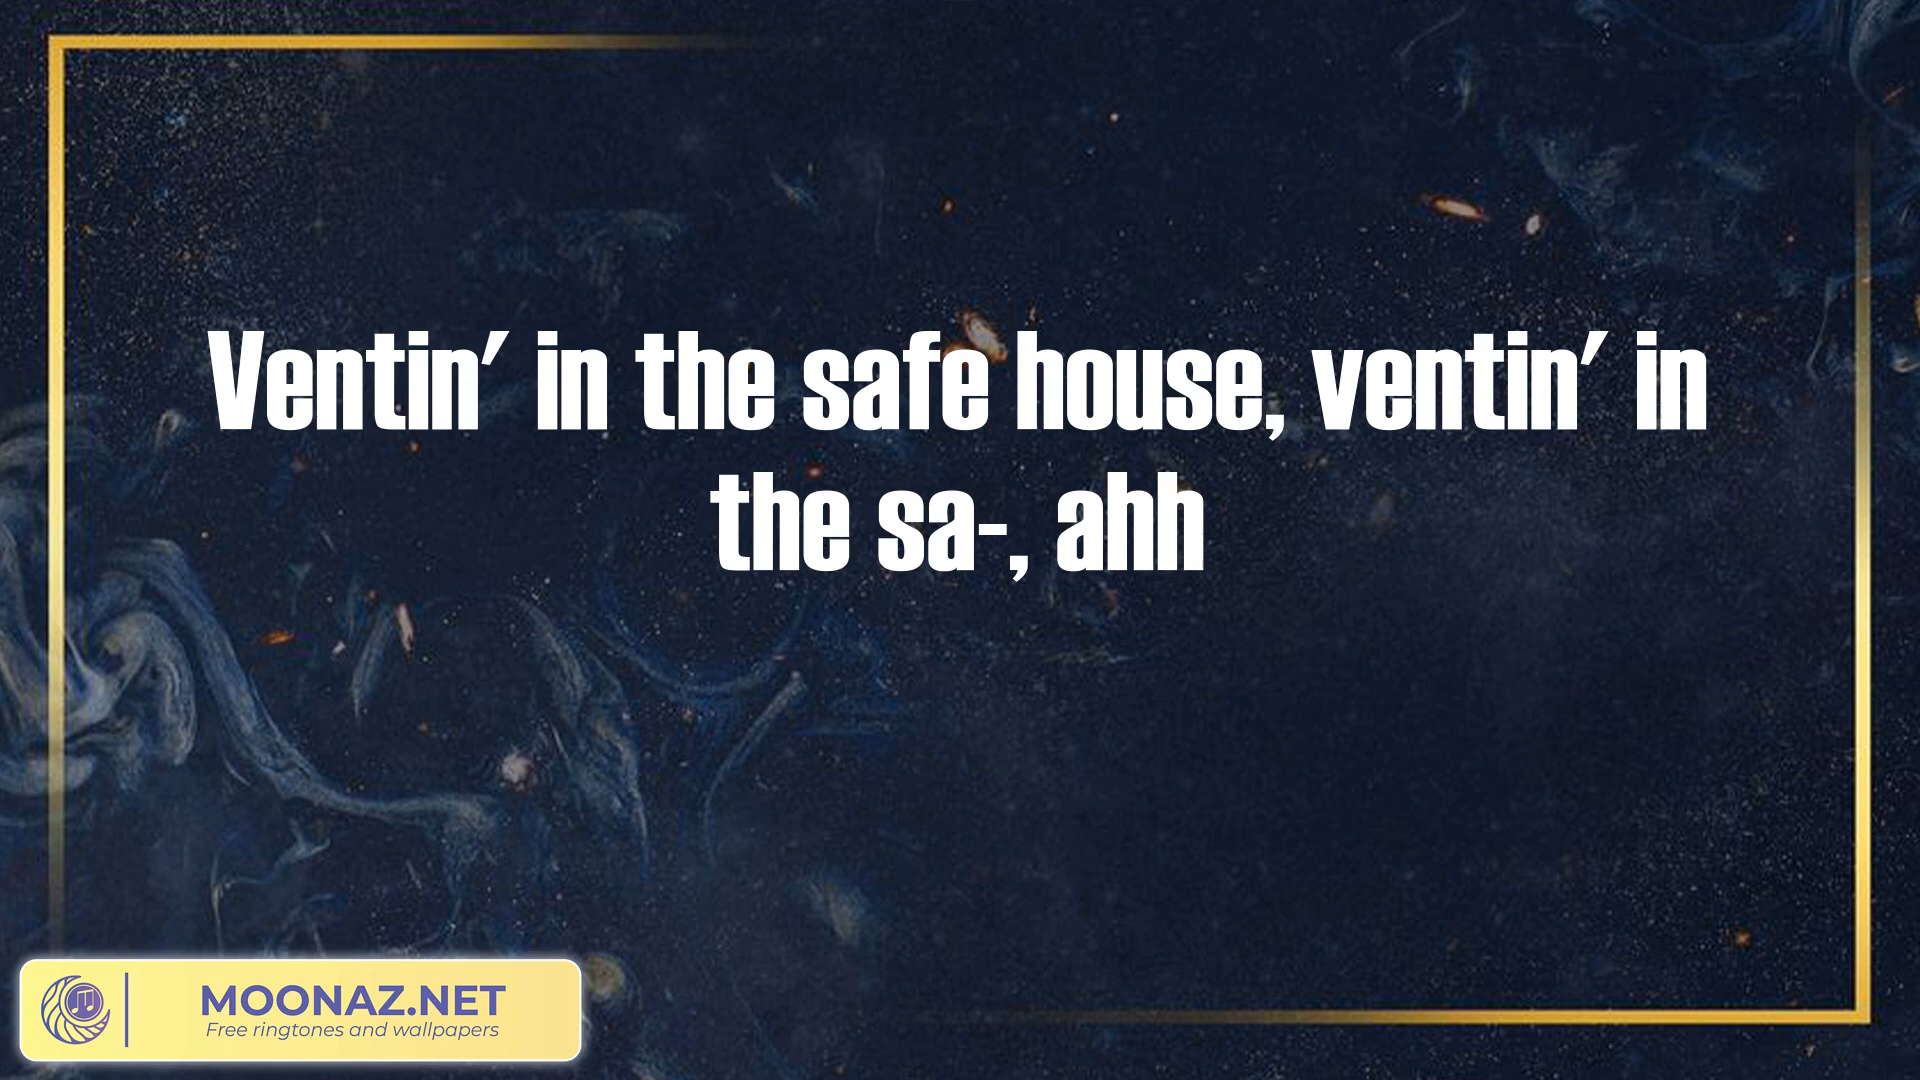 Ventin' in the safe house, ventin' in
the sa-, ahh
MOONAZ.NET
Free ringtones and wallpapers